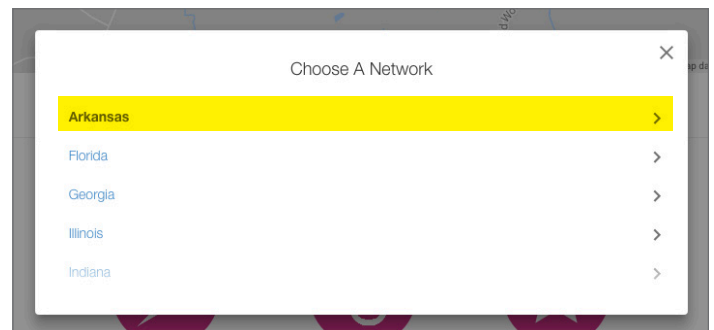 Choose A Network
Arkansas
Florida
Georgia
Illinois
Indiana